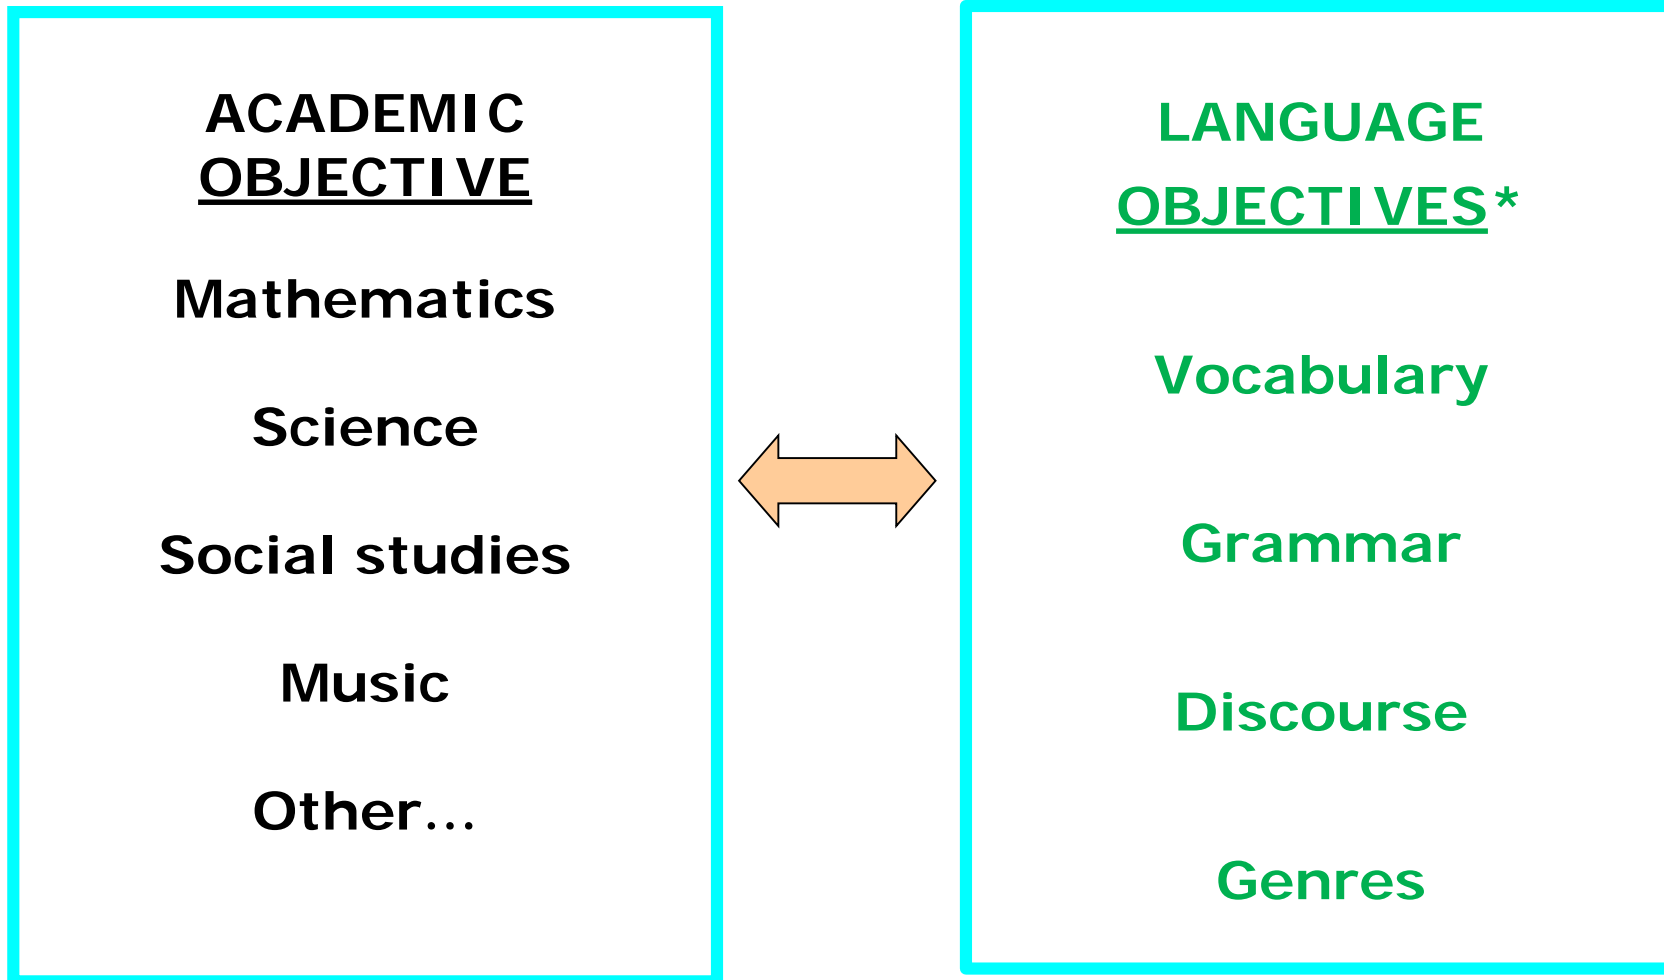 ACADEMIC
OBJECTIVE
Mathematics
Science
Social studies
Music
Other...
LANGUAGE
OBJECTIVES*
Vocabulary
Grammar
Discourse
Genres